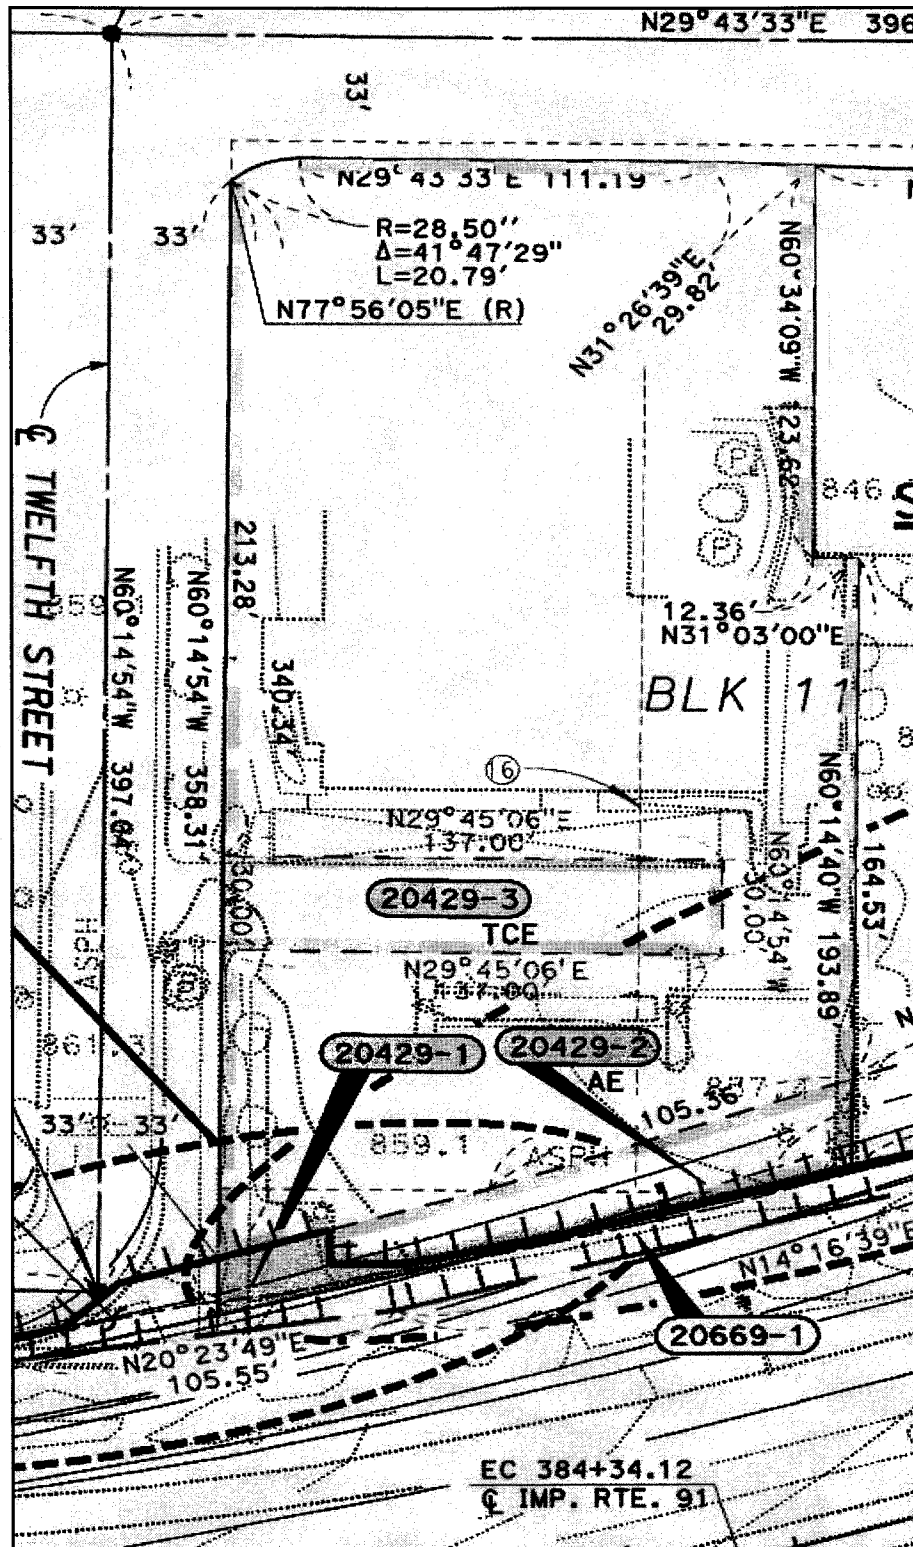 N29°43'33"E 396
33'
N29°43'33"E 111.19
33'
33'
R=28.50''
Δ=41°47'29"
L=20.79'
N77°56'05"E (R)
N31°26'39"E
29.82'
N60°34'09"W 123.62'
℄ TWELFTH STREET
846
P
P
213.28'
N60°14'54"W 397.64'
N60°14'54"W 358.31'
12.36'
N31°03'00"E
340.34'
BLK 11
16
N29°45'06"E
137.00'
N60°14'40"W 193.89'
164.53'
N60°14'54"W
30.00'
30.00'
20429-3
TCE
N29°45'06"E
137.00'
ASPH
20429-1
20429-2
AE
105.36'
33'
33'
859.1
ASPH
N14°16'39"E
20669-1
N20°23'49"E
105.55'
EC 384+34.12
℄ IMP. RTE. 91